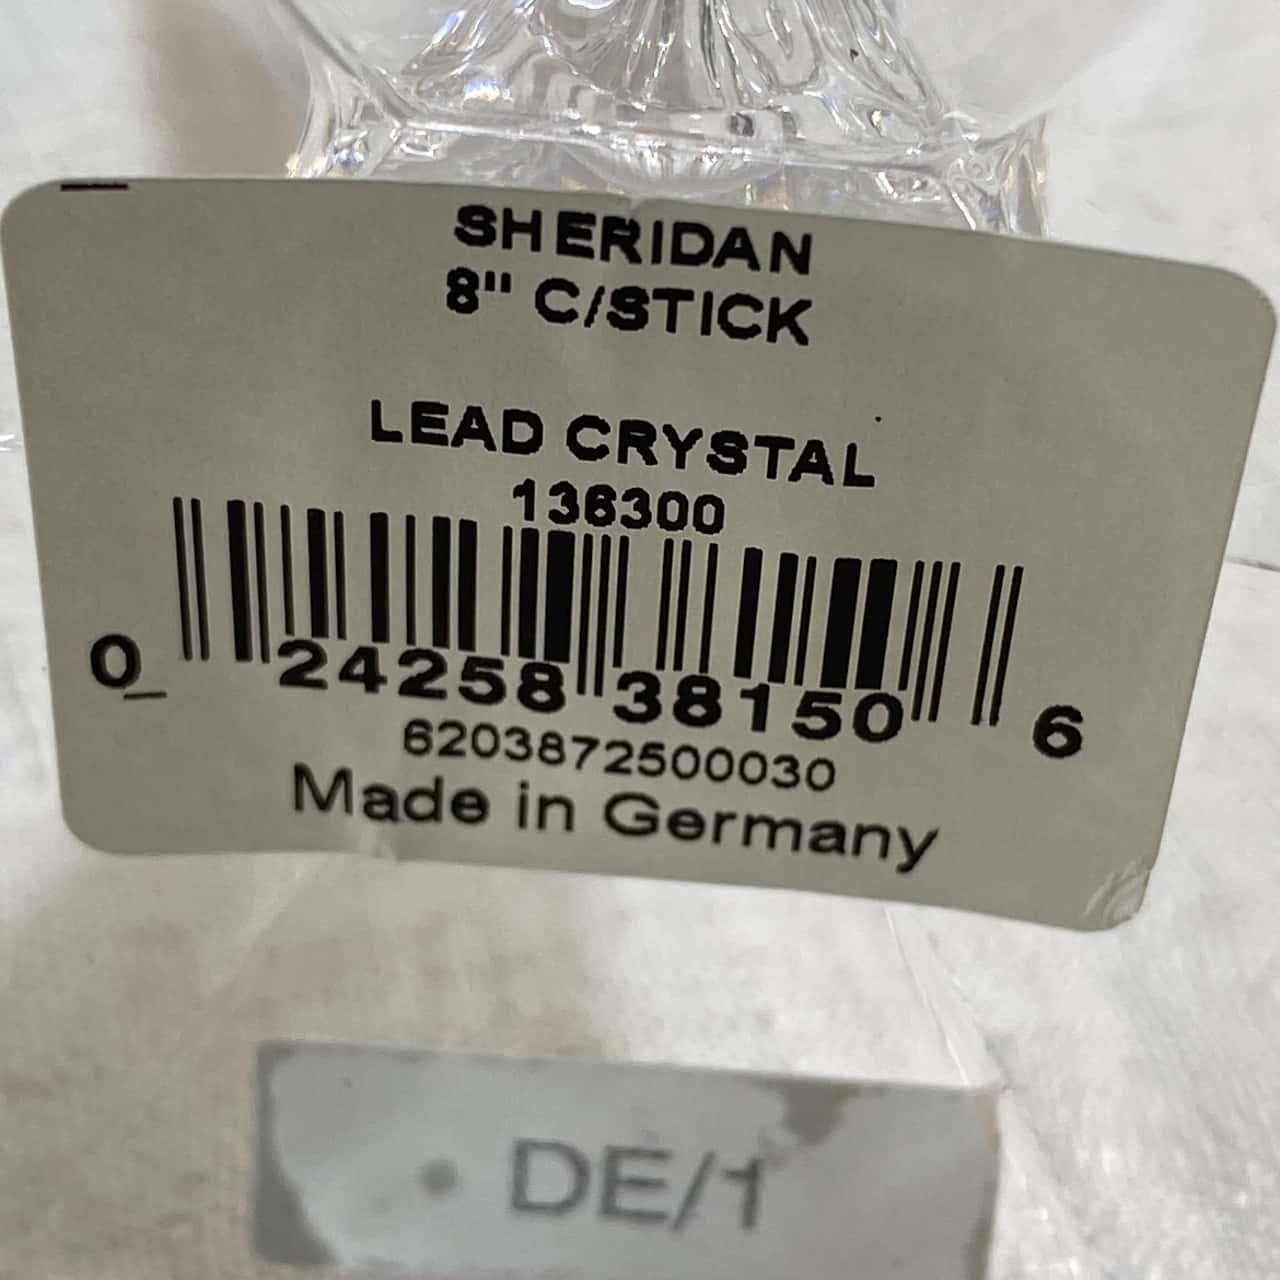 SHERIDAN
8" C/STICK
LEAD CRYSTAL
136300
0 24258 38150 6
6203872500030
Made in Germany
• DE/1